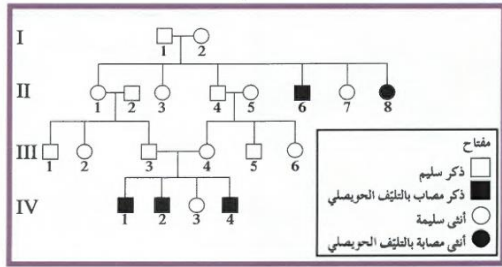 I
1 2
II
1 2 3 4 5 6 7 8
III
1 2 3 4 5 6
IV
1 2 3 4
مفتاح
ذكر سليم
ذكر مصاب بالتليّف الحويصلي
أنثى سليمة
أنثى مصابة بالتليّف الحويصلي